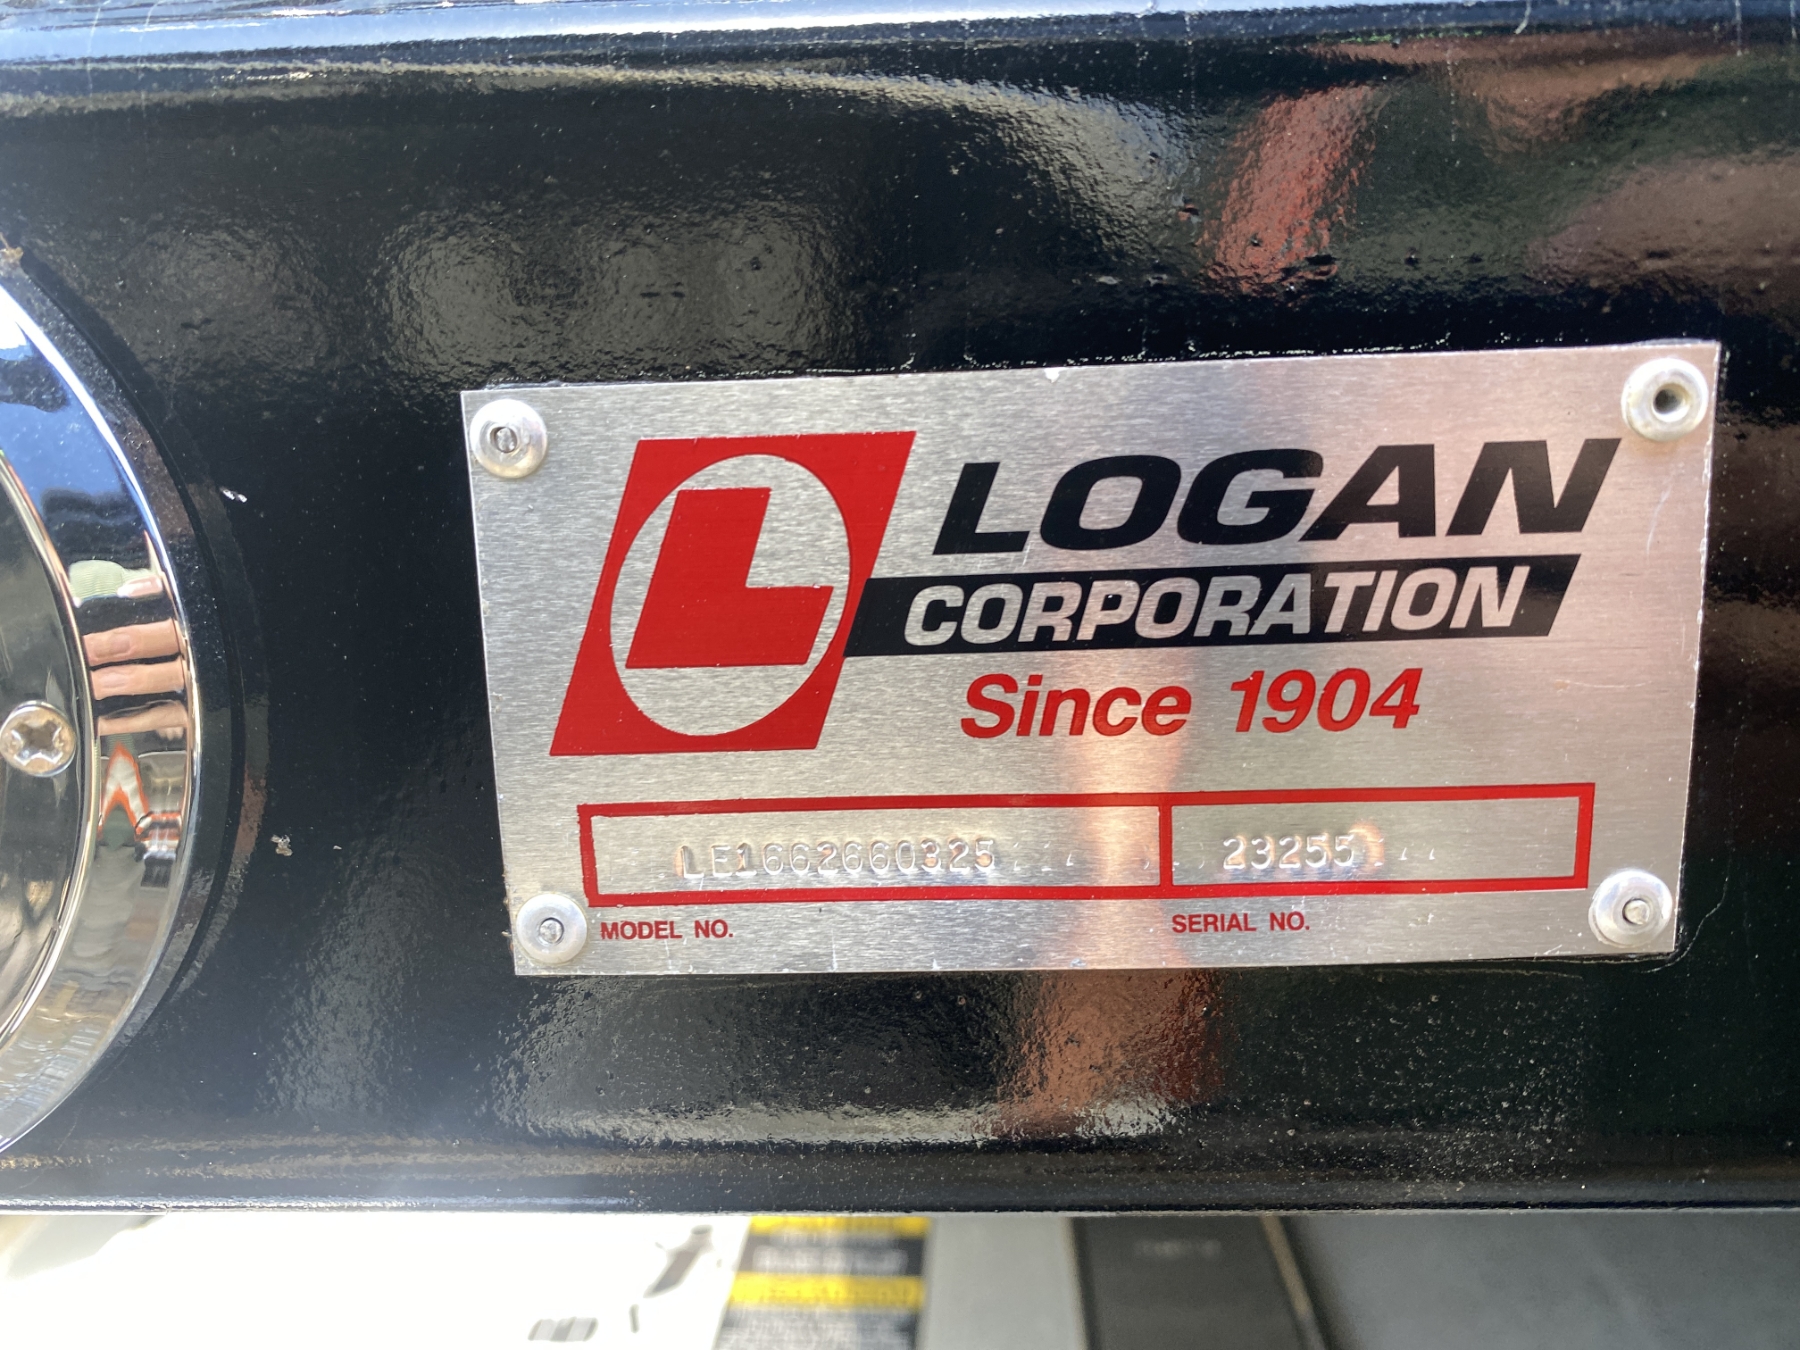 LOGAN
CORPORATION
Since 1904
LE1662660325 23255
MODEL NO. SERIAL NO.